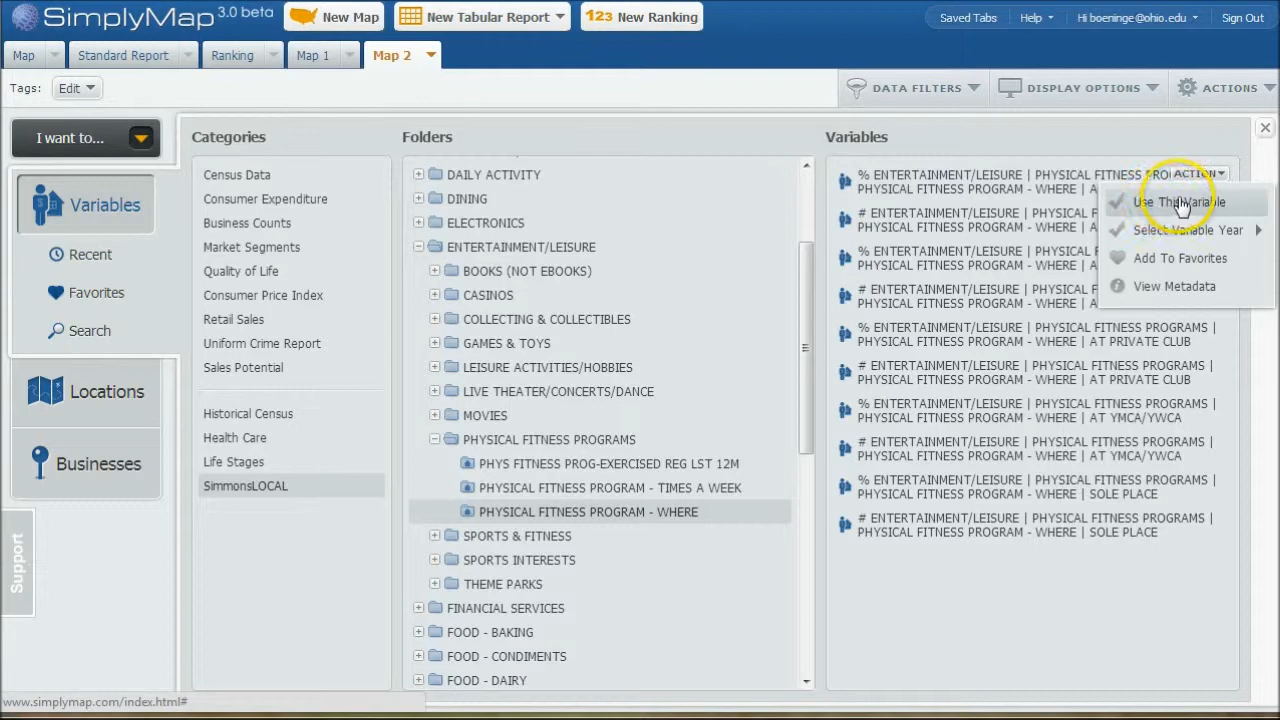 SimplyMap 3.0 beta
New Map
New Tabular Report
123 New Ranking
Saved Tabs
Help
Hi boeninge@ohio.edu
Sign Out
Map
Standard Report
Ranking
Map 1
Map 2
Tags:
Edit
DATA FILTERS
DISPLAY OPTIONS
ACTIONS
I want to...
Variables
Recent
Favorites
Search
Locations
Businesses
Support
Categories
Census Data
Consumer Expenditure
Business Counts
Market Segments
Quality of Life
Consumer Price Index
Retail Sales
Uniform Crime Report
Sales Potential
Historical Census
Health Care
Life Stages
SimmonsLOCAL
Folders
DAILY ACTIVITY
DINING
ELECTRONICS
ENTERTAINMENT/LEISURE
BOOKS (NOT EBOOKS)
CASINOS
COLLECTING & COLLECTIBLES
GAMES & TOYS
LEISURE ACTIVITIES/HOBBIES
LIVE THEATER/CONCERTS/DANCE
MOVIES
PHYSICAL FITNESS PROGRAMS
PHYS FITNESS PROG-EXERCISED REG LST 12M
PHYSICAL FITNESS PROGRAM - TIMES A WEEK
PHYSICAL FITNESS PROGRAM - WHERE
SPORTS & FITNESS
SPORTS INTERESTS
THEME PARKS
FINANCIAL SERVICES
FOOD - BAKING
FOOD - CONDIMENTS
FOOD - DAIRY
Variables
% ENTERTAINMENT/LEISURE | PHYSICAL FITNESS PRO
PHYSICAL FITNESS PROGRAM - WHERE | A
# ENTERTAINMENT/LEISURE | PHYSICAL F
PHYSICAL FITNESS PROGRAM - WHERE | A
% ENTERTAINMENT/LEISURE | PHYSICAL F
PHYSICAL FITNESS PROGRAM - WHERE | A
# ENTERTAINMENT/LEISURE | PHYSICAL F
PHYSICAL FITNESS PROGRAM - WHERE | A
% ENTERTAINMENT/LEISURE | PHYSICAL FITNESS PROGRAMS |
PHYSICAL FITNESS PROGRAM - WHERE | AT PRIVATE CLUB
# ENTERTAINMENT/LEISURE | PHYSICAL FITNESS PROGRAMS |
PHYSICAL FITNESS PROGRAM - WHERE | AT PRIVATE CLUB
% ENTERTAINMENT/LEISURE | PHYSICAL FITNESS PROGRAMS |
PHYSICAL FITNESS PROGRAM - WHERE | AT YMCA/YWCA
# ENTERTAINMENT/LEISURE | PHYSICAL FITNESS PROGRAMS |
PHYSICAL FITNESS PROGRAM - WHERE | AT YMCA/YWCA
% ENTERTAINMENT/LEISURE | PHYSICAL FITNESS PROGRAMS |
PHYSICAL FITNESS PROGRAM - WHERE | SOLE PLACE
# ENTERTAINMENT/LEISURE | PHYSICAL FITNESS PROGRAMS |
PHYSICAL FITNESS PROGRAM - WHERE | SOLE PLACE
ACTION
Use This Variable
Select Variable Year
Add To Favorites
View Metadata
www.simplymap.com/index.html#